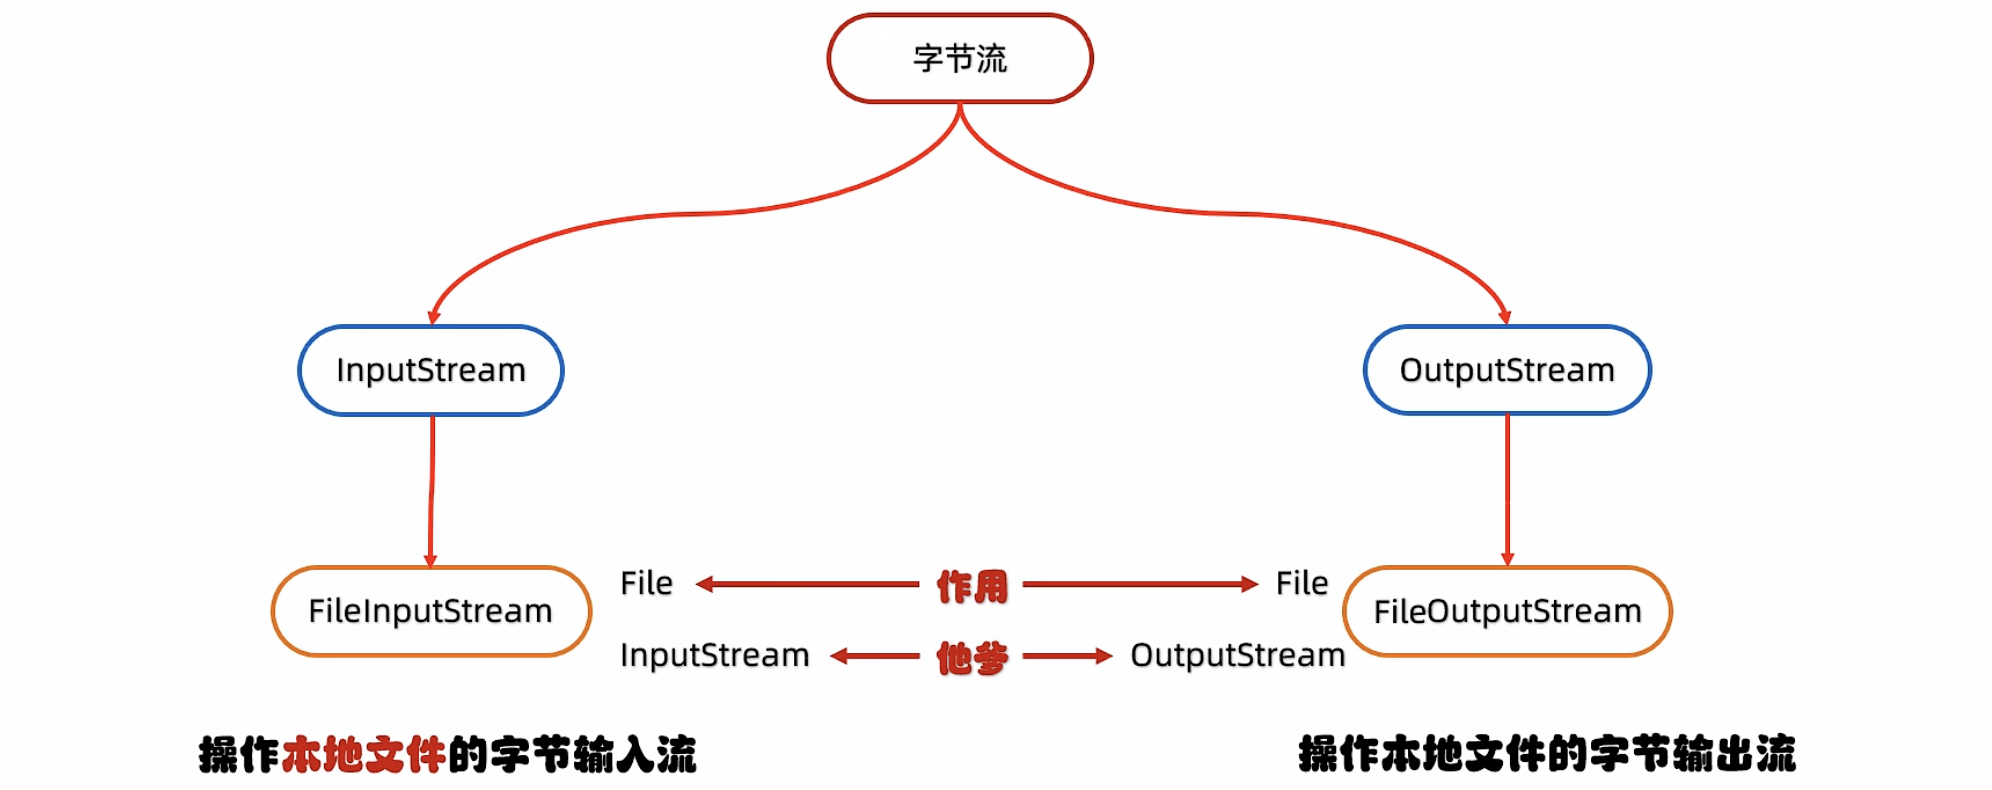 字节流
InputStream
OutputStream
FileInputStream
File
作用
File
FileOutputStream
InputStream
他爹
OutputStream
操作本地文件的字节输入流
操作本地文件的字节输出流